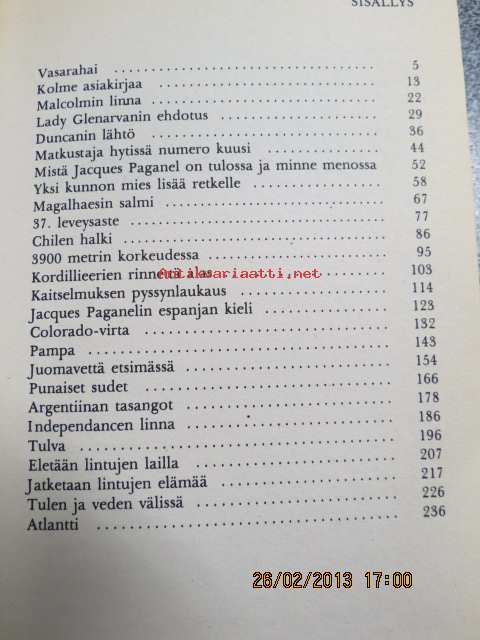 SISÄLLYS
Vasarahai 5
Kolme asiakirjaa 13
Malcolmin linna 22
Lady Glenarvanin ehdotus 29
Duncanin lähtö 36
Matkustaja hytissä numero kuusi 44
Mistä Jacques Paganel on tulossa ja minne menossa 52
Yksi kunnon mies lisää retkelle 58
Magalhaesin salmi 67
37. leveysaste 77
Chilen halki 86
3900 metrin korkeudessa 95
Kordillieerien rinnettä alas 103
Antikvariaatti.net
Kaitselmuksen pyssynlaukaus 114
Jacques Paganelin espanjan kieli 123
Colorado-virta 132
Pampa 143
Juomavettä etsimässä 154
Punaiset sudet 166
Argentiinan tasangot 178
Independancen linna 186
Tulva 196
Eletään lintujen lailla 207
Jatketaan lintujen elämää 217
Tulen ja veden välissä 226
Atlantti 236
26/02/2013 17:00